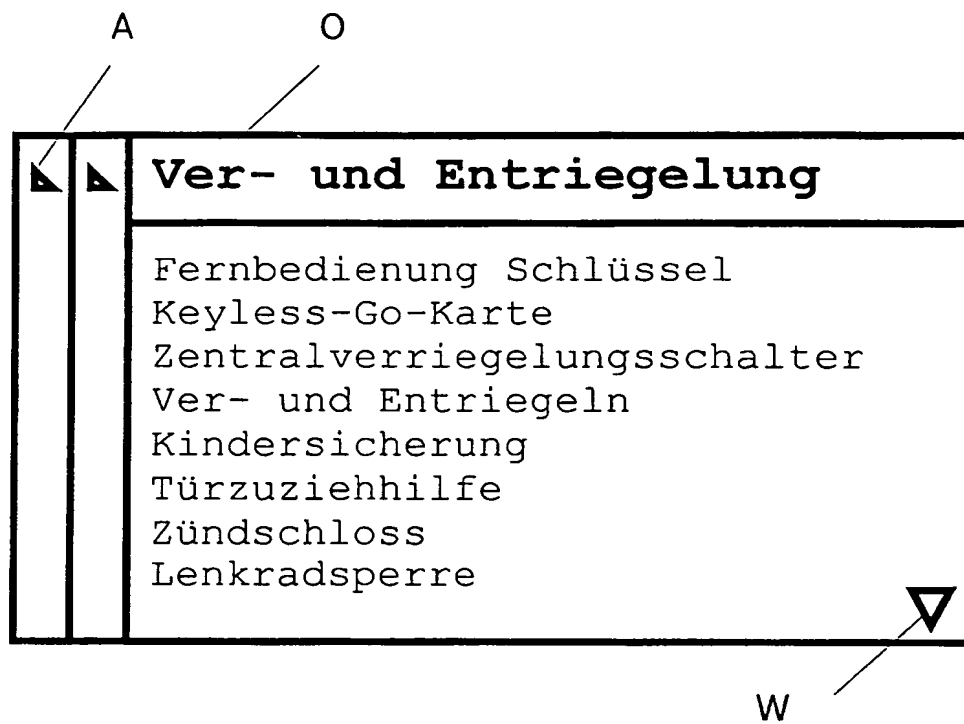 A O
Ver- und Entriegelung
Fernbedienung Schlüssel
Keyless-Go-Karte
Zentralverriegelungsschalter
Ver- und Entriegeln
Kindersicherung
Türzuziehhilfe
Zündschloss
Lenkradsperre
W